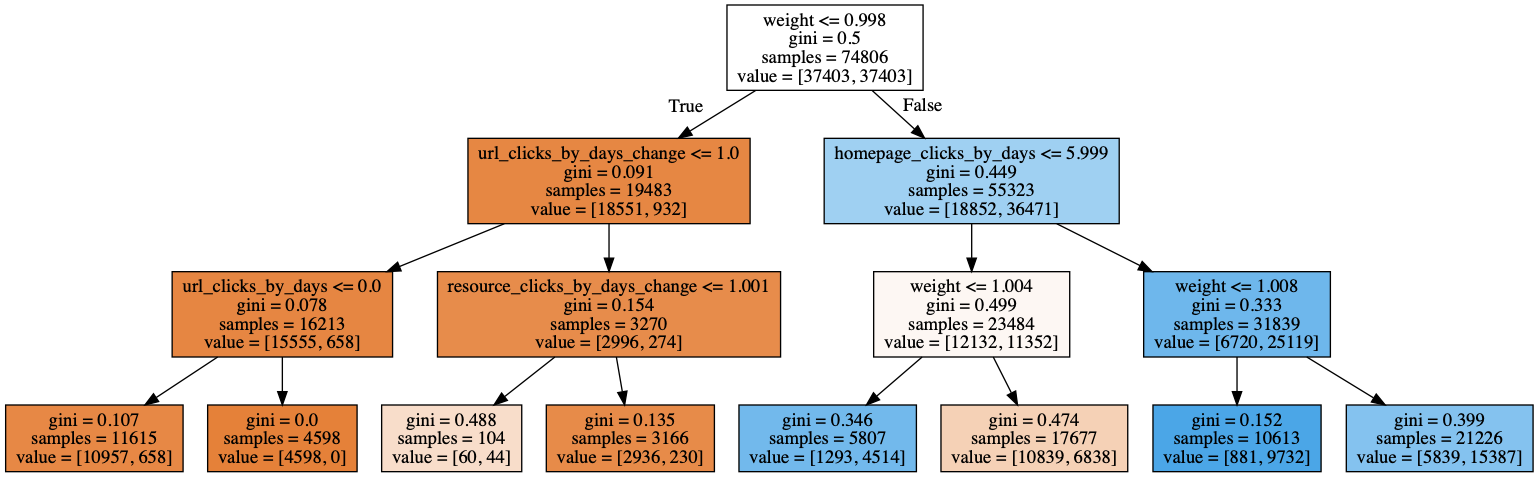 weight <= 0.998
gini = 0.5
samples = 74806
value = [37403, 37403]
True
False
url_clicks_by_days_change <= 1.0
gini = 0.091
samples = 19483
value = [18551, 932]
homepage_clicks_by_days <= 5.999
gini = 0.449
samples = 55323
value = [18852, 36471]
url_clicks_by_days <= 0.0
gini = 0.078
samples = 16213
value = [15555, 658]
resource_clicks_by_days_change <= 1.001
gini = 0.154
samples = 3270
value = [2996, 274]
weight <= 1.004
gini = 0.499
samples = 23484
value = [12132, 11352]
weight <= 1.008
gini = 0.333
samples = 31839
value = [6720, 25119]
gini = 0.107
samples = 11615
value = [10957, 658]
gini = 0.0
samples = 4598
value = [4598, 0]
gini = 0.488
samples = 104
value = [60, 44]
gini = 0.135
samples = 3166
value = [2936, 230]
gini = 0.346
samples = 5807
value = [1293, 4514]
gini = 0.474
samples = 17677
value = [10839, 6838]
gini = 0.152
samples = 10613
value = [881, 9732]
gini = 0.399
samples = 21226
value = [5839, 15387]